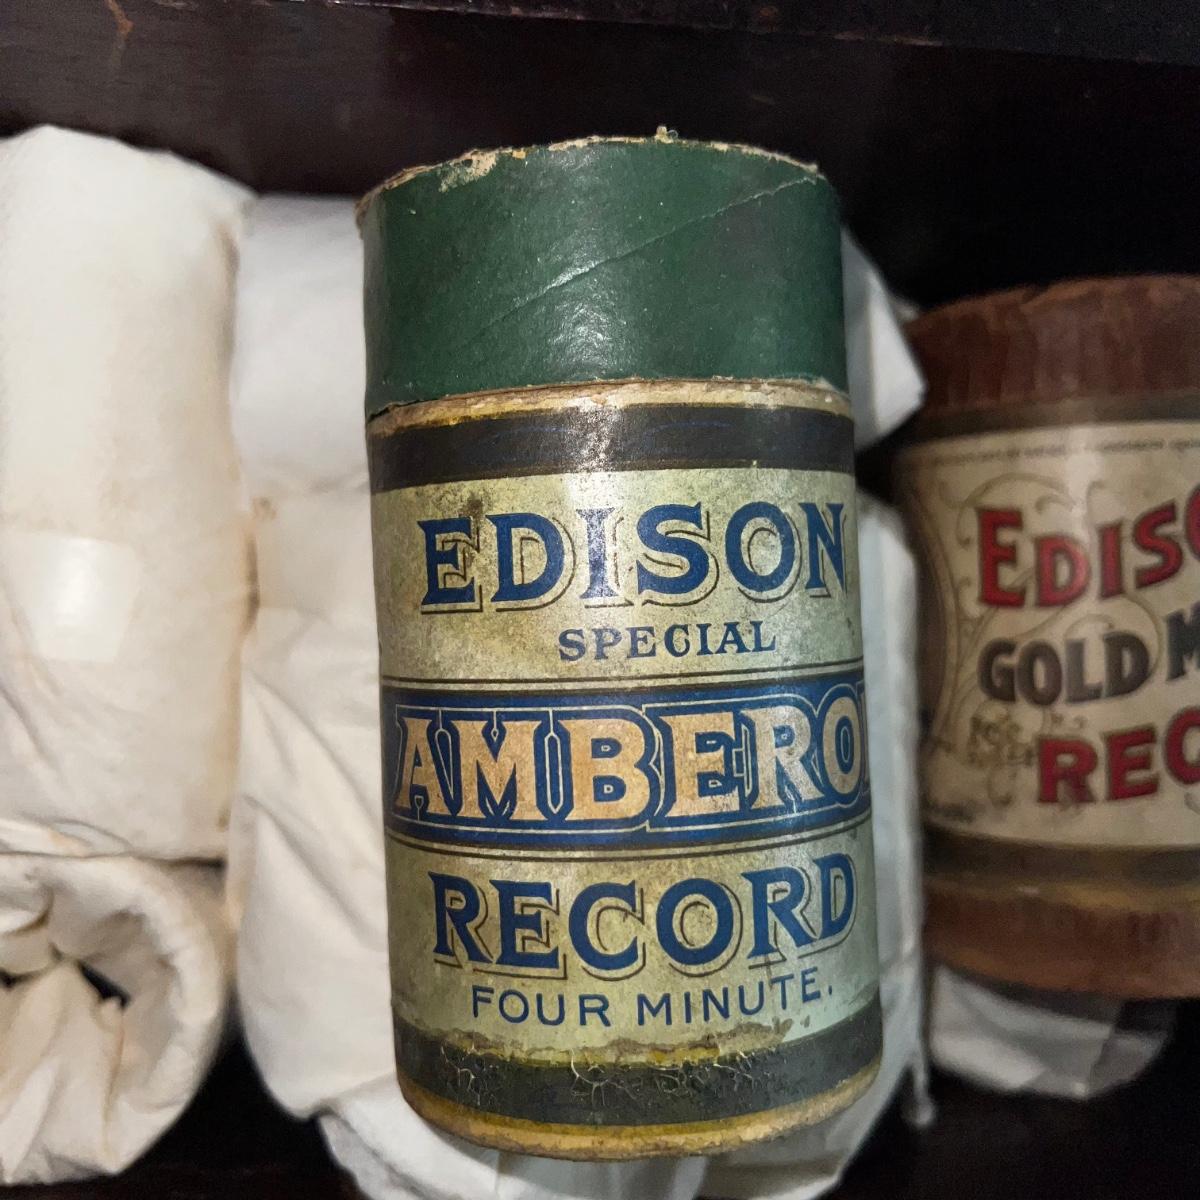 EDISON
SPECIAL
AMBERO
RECORD
FOUR MINUTE.
EDISO
GOLD M
REC